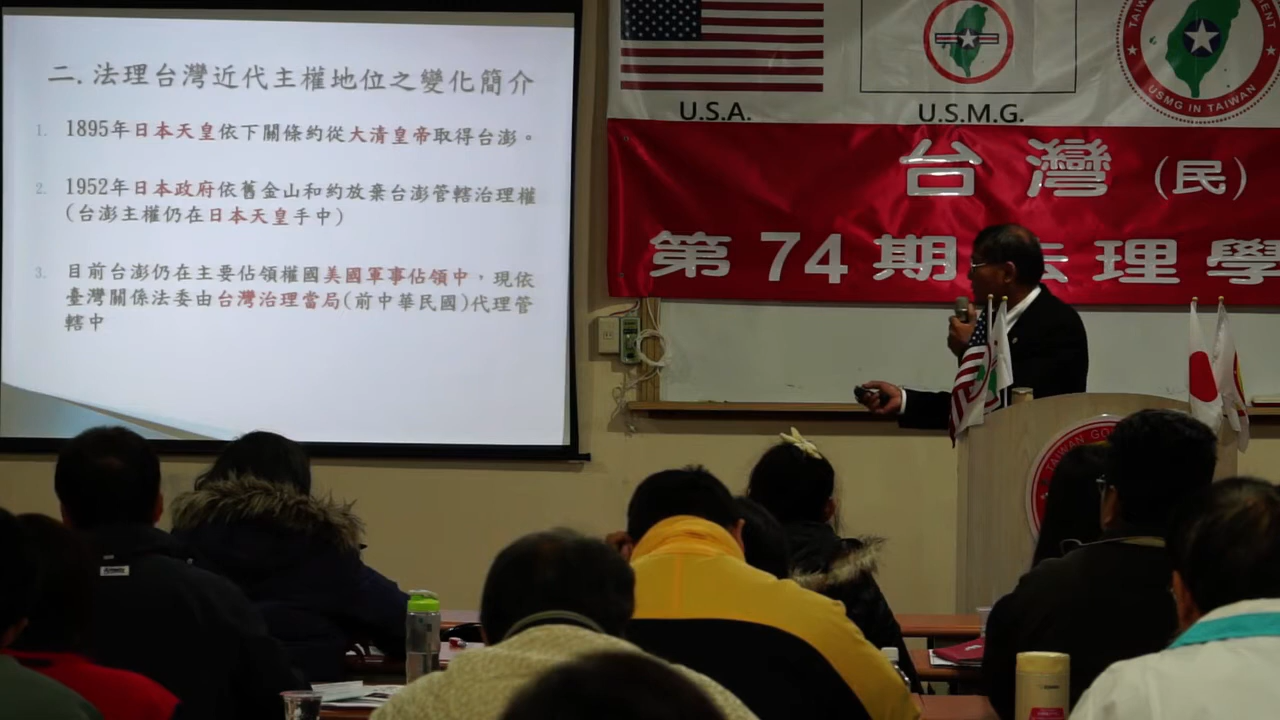 二.法理台灣近代主權地位之變化簡介
1. 1895年日本天皇依下關條約從大清皇帝取得台澎。
2. 1952年日本政府依舊金山和約放棄台澎管轄治理權
(台澎主權仍在日本天皇手中)
3. 目前台澎仍在主要佔領權國美國軍事佔領中，現依
臺灣關係法委由台灣治理當局(前中華民國)代理管
轄中
U.S.A.
U.S.M.G.
USMG IN TAIWAN
台灣(民)
第74期法理學
TAIWAN GO